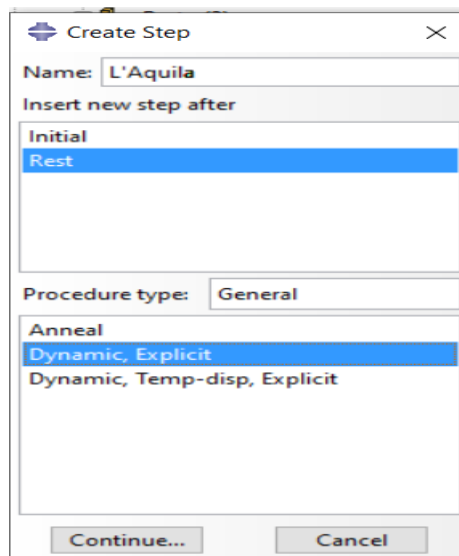 Create Step
Name: L'Aquila
Insert new step after
Initial
Rest
Procedure type: General
Anneal
Dynamic, Explicit
Dynamic, Temp-disp, Explicit
Continue... Cancel